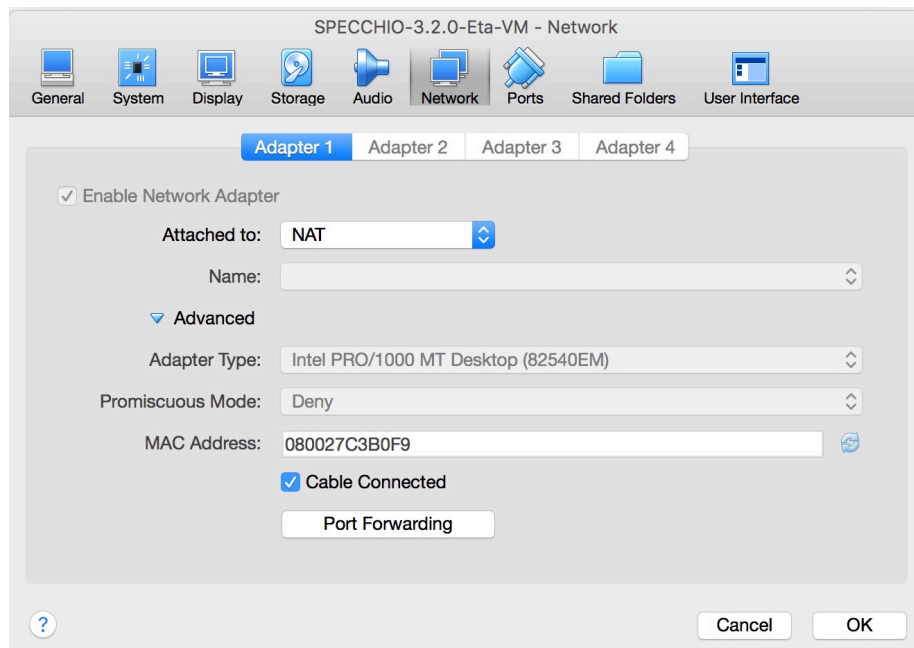 SPECCHIO-3.2.0-Eta-VM - Network
General System Display Storage Audio Network Ports Shared Folders User Interface
Adapter 1 Adapter 2 Adapter 3 Adapter 4
Enable Network Adapter
Attached to: NAT
Name:
Advanced
Adapter Type: Intel PRO/1000 MT Desktop (82540EM)
Promiscuous Mode: Deny
MAC Address: 080027C3B0F9
Cable Connected
Port Forwarding
? Cancel OK